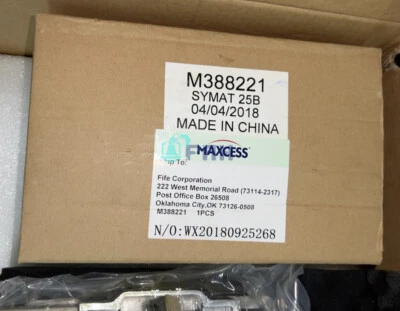 M388221
SYMAT 25B
04/04/2018
MADE IN CHINA
MAXCESS
To:
Fife Corporation
222 West Memorial Road (73114-2317)
Post Office Box 26508
Oklahoma City,OK 73126-0508
M388221 1PCS
N/O:WX20180925268